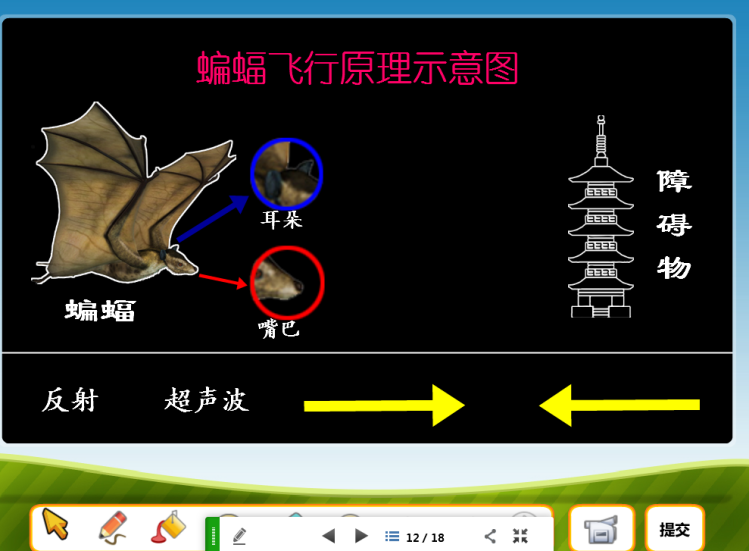 蝙蝠飞行原理示意图
耳朵
障碍物
蝙蝠
嘴巴
反射 超声波
12 / 18
提交